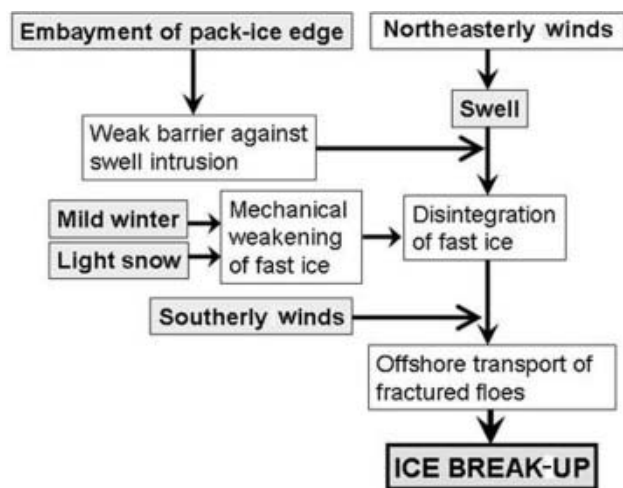 Embayment of pack-ice edge
Northeasterly winds
Swell
Weak barrier against
swell intrusion
Mild winter
Light snow
Mechanical
weakening
of fast ice
Disintegration
of fast ice
Southerly winds
Offshore transport of
fractured floes
ICE BREAK-UP